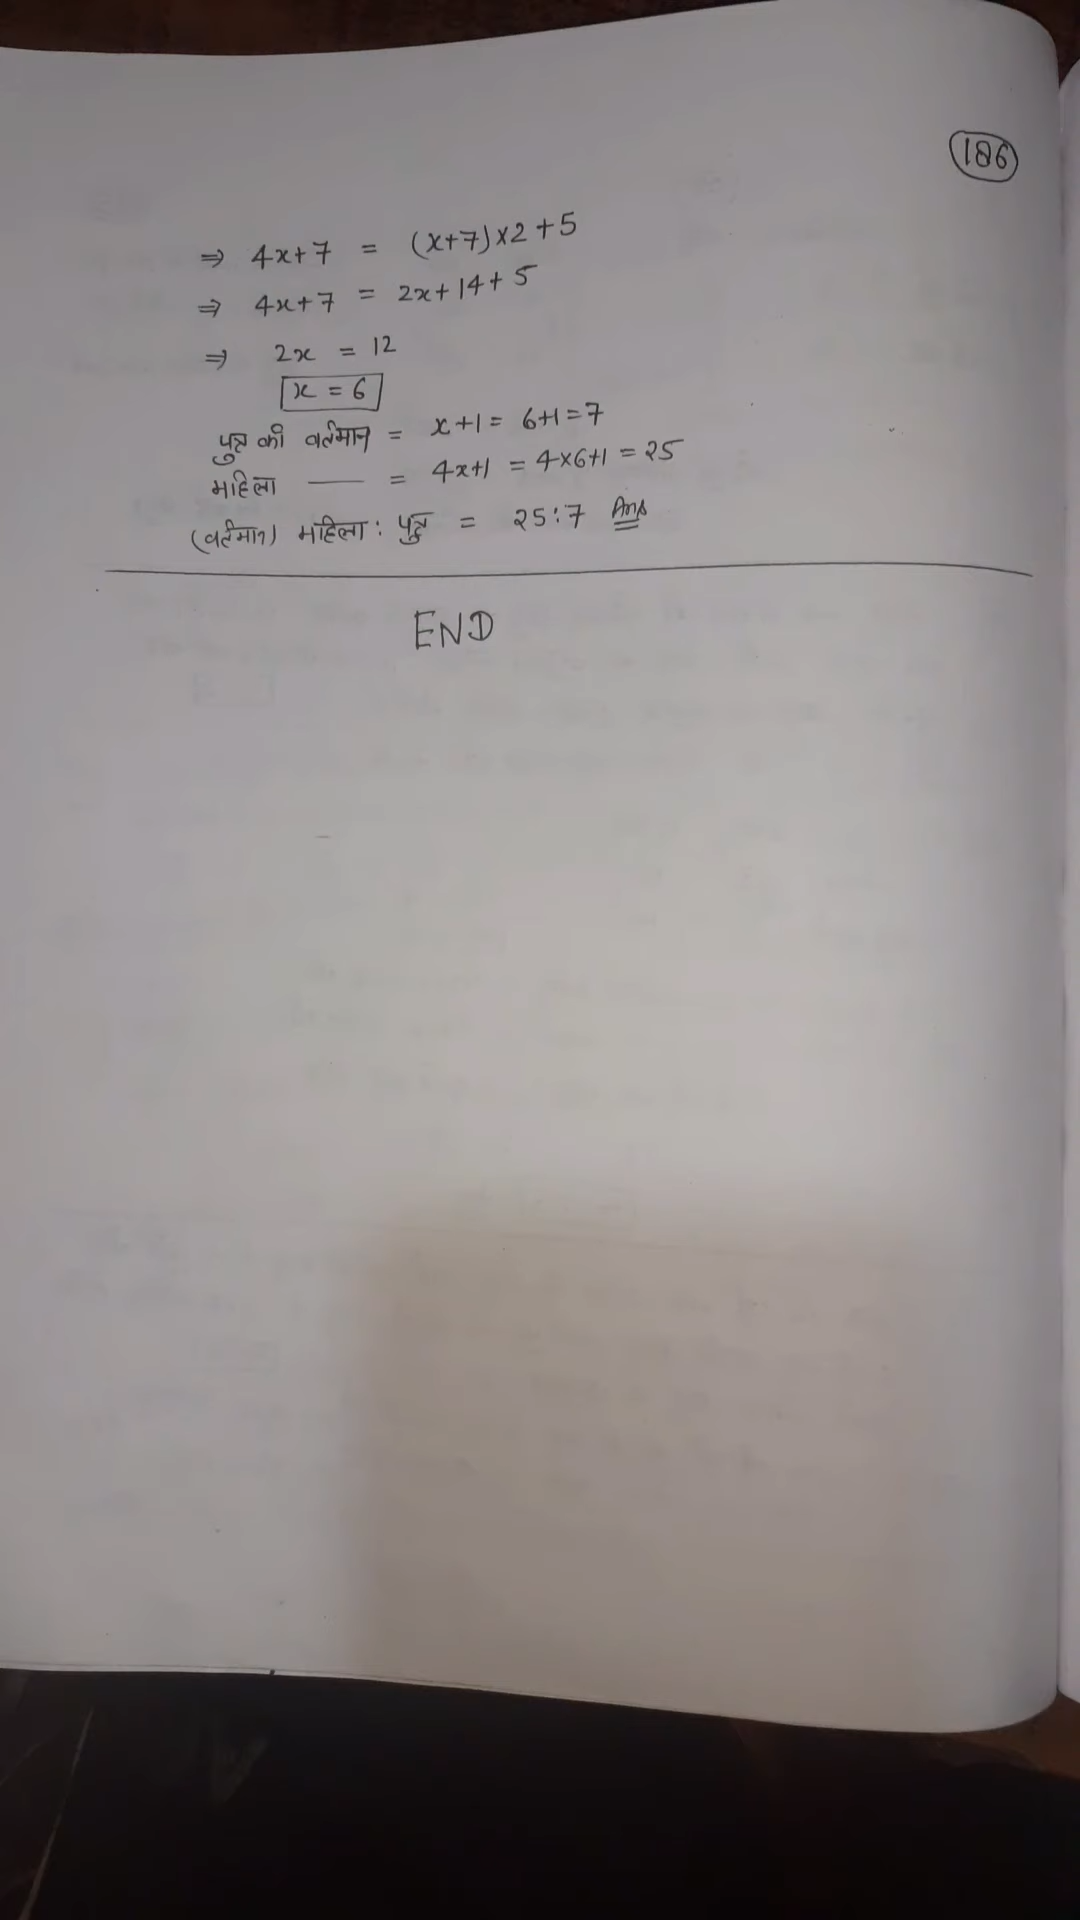 186
⇒ 4x+7 = (x+7)×2+5
⇒ 4x+7 = 2x+14+5
⇒ 2x = 12
x = 6
पुत्र की वर्तमान = x+1 = 6+1=7
महिला —— = 4x+1 = 4×6+1 = 25
(वर्तमान) महिला : पुत्र = 25:7 Ans
END